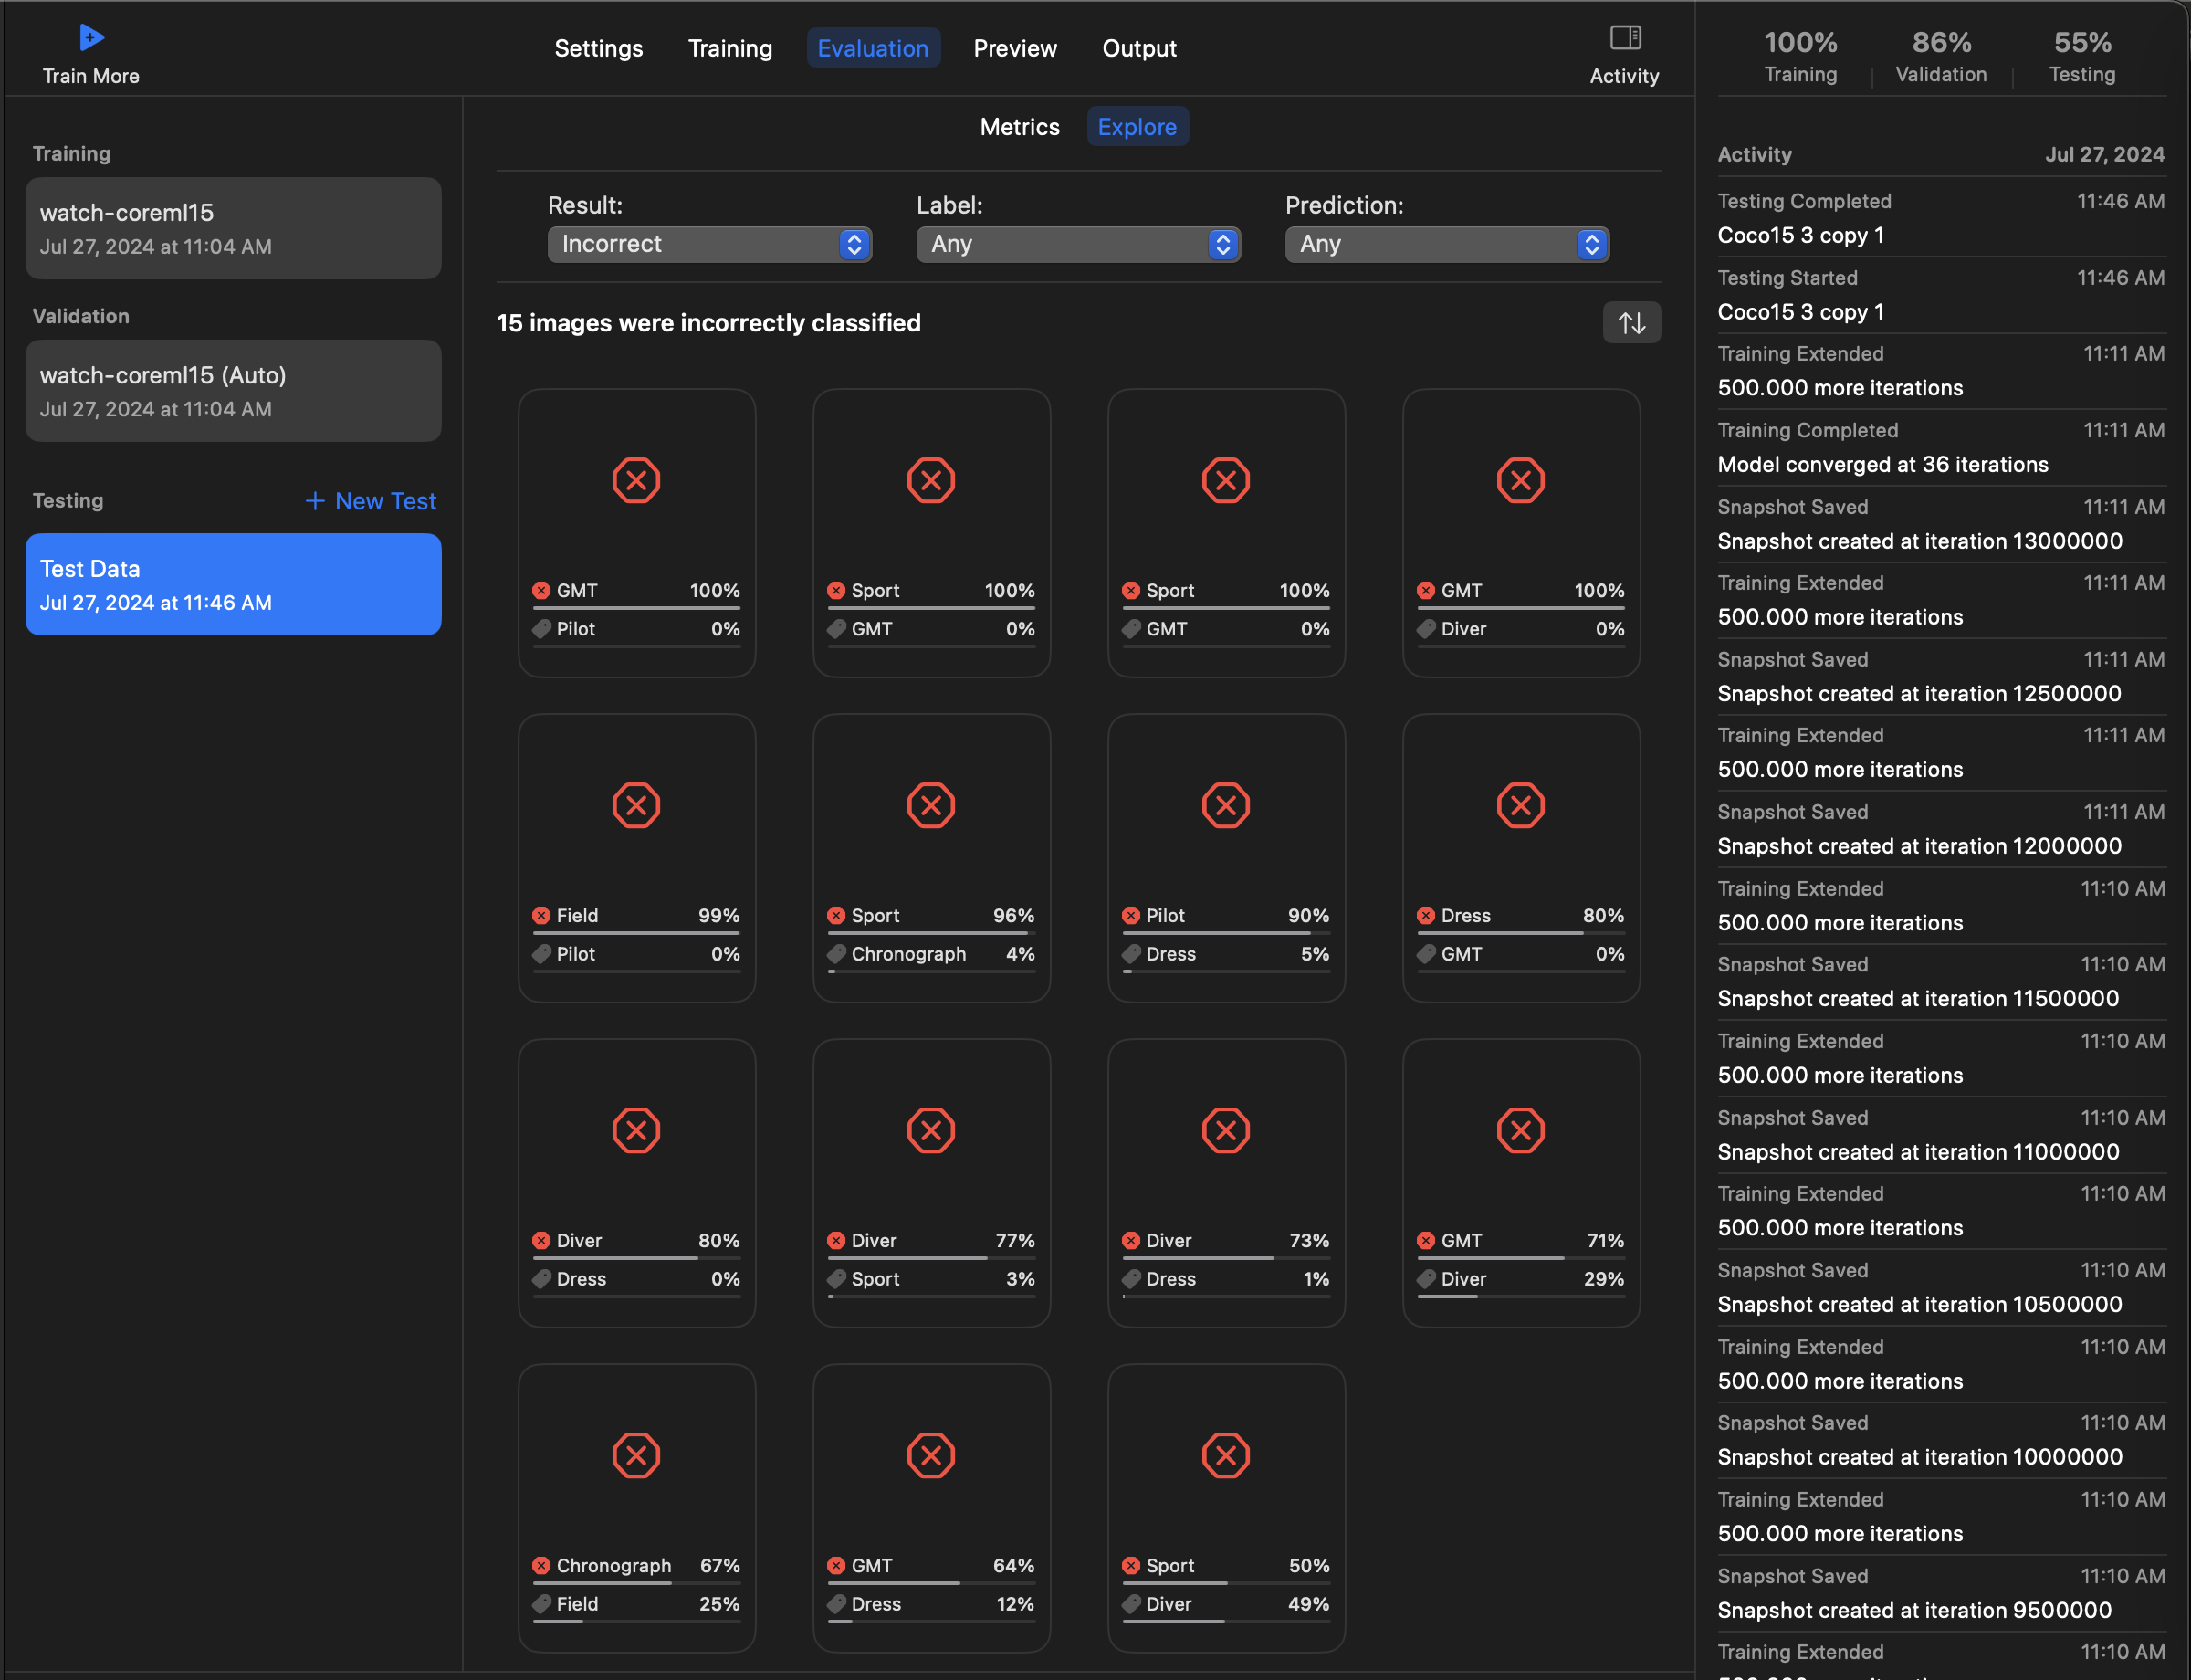 Train More
Settings Training Evaluation Preview Output
Activity
Training
watch-coreml15
Jul 27, 2024 at 11:04 AM
Validation
watch-coreml15 (Auto)
Jul 27, 2024 at 11:04 AM
Testing + New Test
Test Data
Jul 27, 2024 at 11:46 AM
Metrics Explore
Result: Label: Prediction:
Incorrect Any Any
15 images were incorrectly classified
GMT 100% Sport 100% Sport 100% GMT 100%
Pilot 0% GMT 0% GMT 0% Diver 0%
Field 99% Sport 96% Pilot 90% Dress 80%
Pilot 0% Chronograph 4% Dress 5% GMT 0%
Diver 80% Diver 77% Diver 73% GMT 71%
Dress 0% Sport 3% Dress 1% Diver 29%
Chronograph 67% GMT 64% Sport 50%
Field 25% Dress 12% Diver 49%
100% 86% 55%
Training Validation Testing
Activity Jul 27, 2024
Testing Completed 11:46 AM
Coco15 3 copy 1
Testing Started 11:46 AM
Coco15 3 copy 1
Training Extended 11:11 AM
500.000 more iterations
Training Completed 11:11 AM
Model converged at 36 iterations
Snapshot Saved 11:11 AM
Snapshot created at iteration 13000000
Training Extended 11:11 AM
500.000 more iterations
Snapshot Saved 11:11 AM
Snapshot created at iteration 12500000
Training Extended 11:11 AM
500.000 more iterations
Snapshot Saved 11:11 AM
Snapshot created at iteration 12000000
Training Extended 11:10 AM
500.000 more iterations
Snapshot Saved 11:10 AM
Snapshot created at iteration 11500000
Training Extended 11:10 AM
500.000 more iterations
Snapshot Saved 11:10 AM
Snapshot created at iteration 11000000
Training Extended 11:10 AM
500.000 more iterations
Snapshot Saved 11:10 AM
Snapshot created at iteration 10500000
Training Extended 11:10 AM
500.000 more iterations
Snapshot Saved 11:10 AM
Snapshot created at iteration 10000000
Training Extended 11:10 AM
500.000 more iterations
Snapshot Saved 11:10 AM
Snapshot created at iteration 9500000
Training Extended 11:10 AM